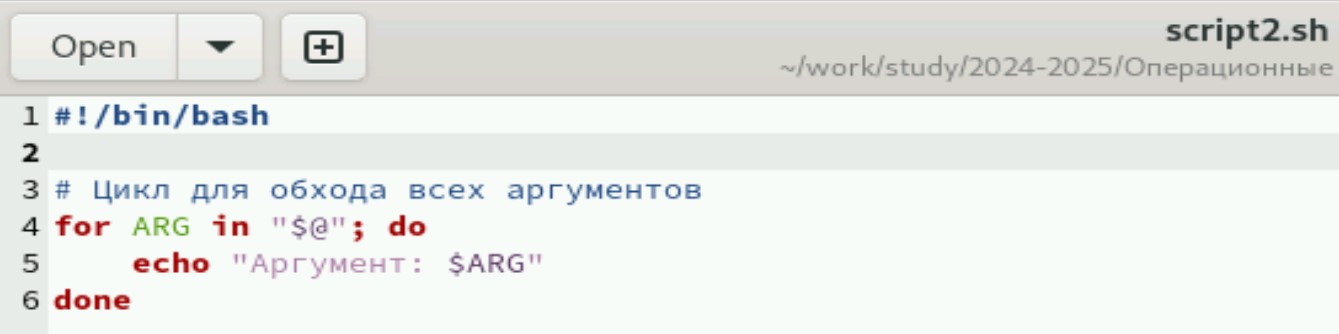 Open
script2.sh
~/work/study/2024-2025/Операционные
1 #!/bin/bash
2
3 # Цикл для обхода всех аргументов
4 for ARG in "$@"; do
5     echo "Аргумент: $ARG"
6 done